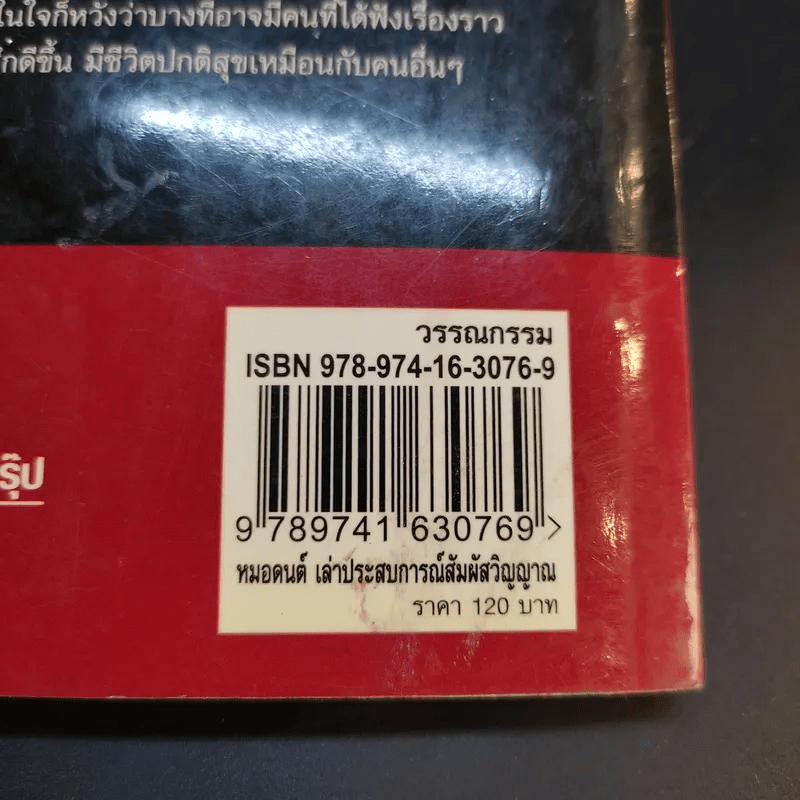 ในใจก็หวังว่าบางทีอาจมีคนที่ได้ฟังเรื่องราว
กดีขึ้น มีชีวิตปกติสุขเหมือนกับคนอื่นๆ
วรรณกรรม
ISBN 978-974-16-3076-9
9 789741 630769 >
รุ๊ป
หมอดนต์ เล่าประสบการณ์สัมผัสวิญญาณ
ราคา 120 บาท